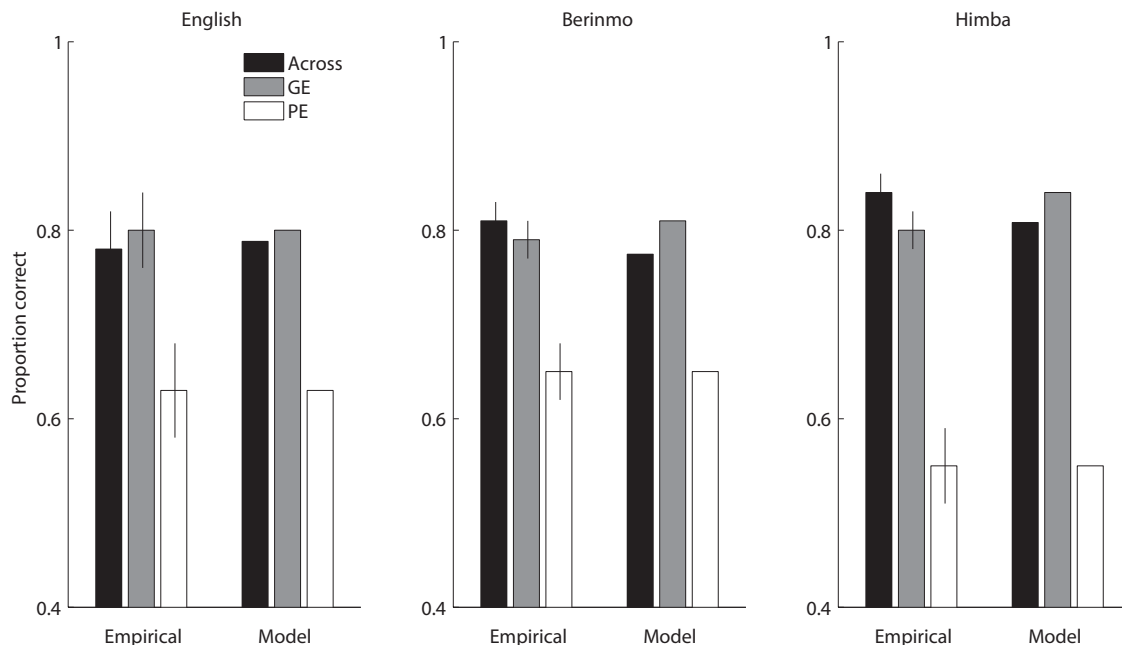 English
Berinmo
Himba
1
0.8
0.6
0.4
Proportion correct
Across
GE
PE
Empirical
Model
1
0.8
0.6
0.4
Empirical
Model
1
0.8
0.6
0.4
Empirical
Model